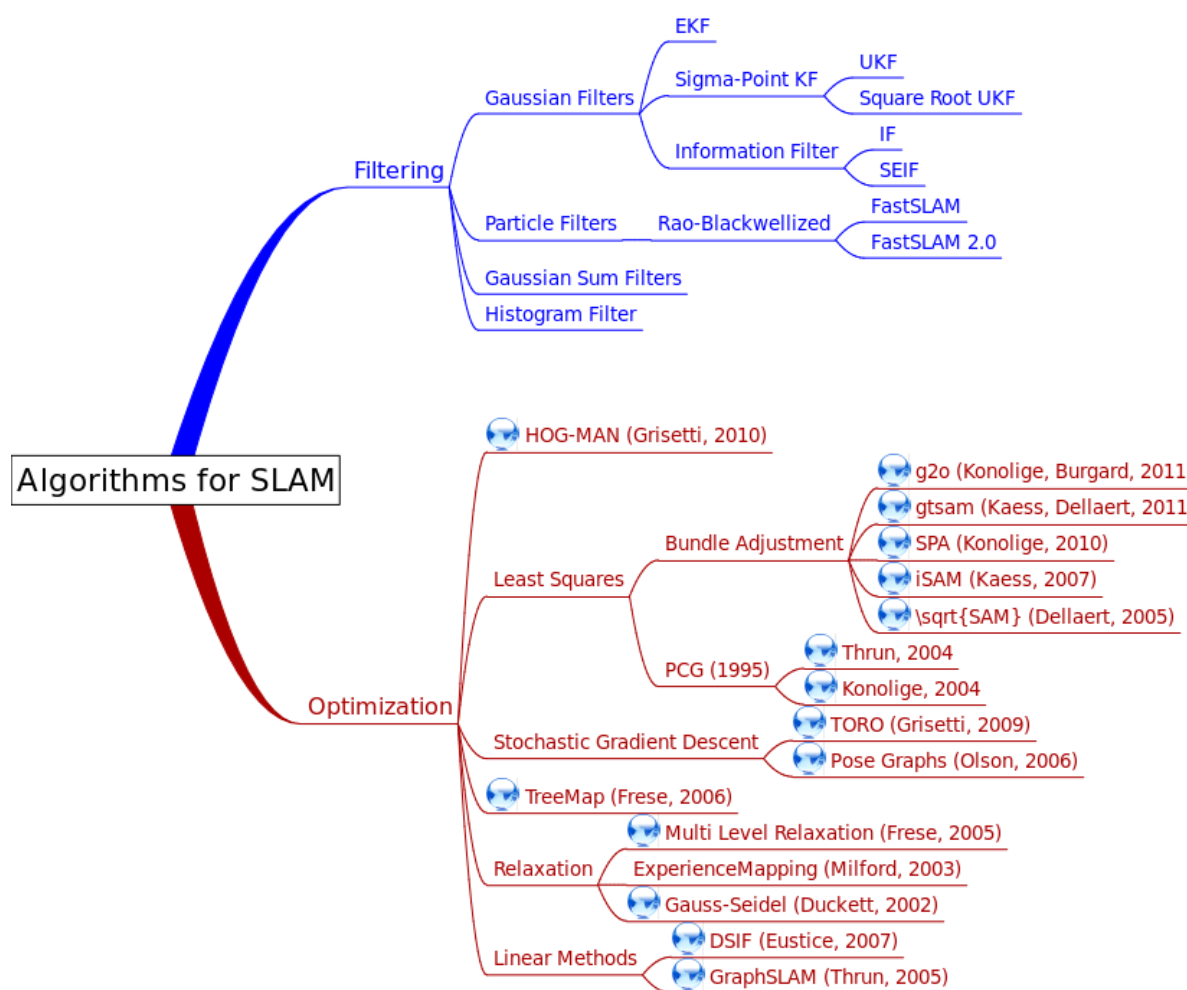 EKF
Sigma-Point KF
UKF
Square Root UKF
Gaussian Filters
Information Filter
IF
SEIF
Filtering
Particle Filters
Rao-Blackwellized
FastSLAM
FastSLAM 2.0
Gaussian Sum Filters
Histogram Filter
Algorithms for SLAM
HOG-MAN (Grisetti, 2010)
Least Squares
Bundle Adjustment
g2o (Konolige, Burgard, 2011
gtsam (Kaess, Dellaert, 2011
SPA (Konolige, 2010)
iSAM (Kaess, 2007)
\sqrt{SAM} (Dellaert, 2005)
PCG (1995)
Thrun, 2004
Konolige, 2004
Optimization
Stochastic Gradient Descent
TORO (Grisetti, 2009)
Pose Graphs (Olson, 2006)
TreeMap (Frese, 2006)
Relaxation
Multi Level Relaxation (Frese, 2005)
ExperienceMapping (Milford, 2003)
Gauss-Seidel (Duckett, 2002)
Linear Methods
DSIF (Eustice, 2007)
GraphSLAM (Thrun, 2005)